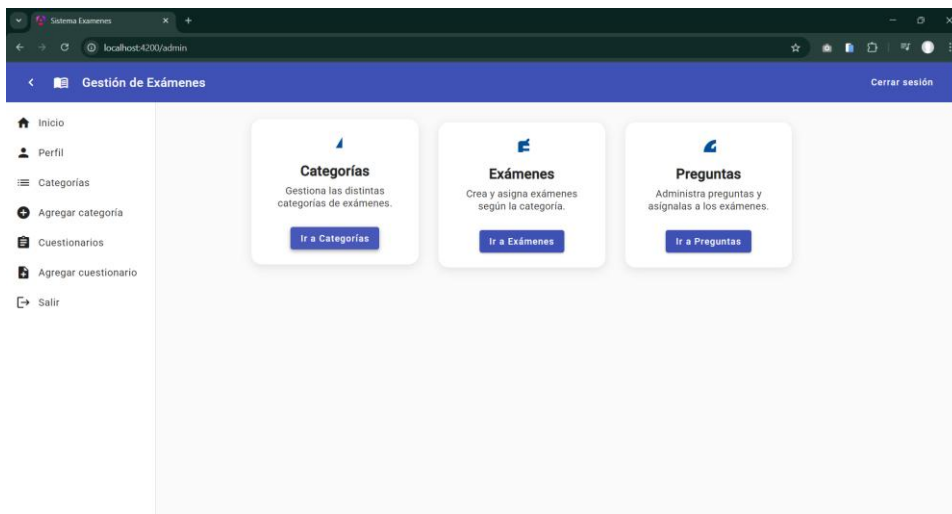 Sistema Examenes
localhost:4200/admin
Gestión de Exámenes
Cerrar sesión
Inicio
Perfil
Categorías
Agregar categoría
Cuestionarios
Agregar cuestionario
Salir
Categorías
Gestiona las distintas
categorías de exámenes.
Ir a Categorías
Exámenes
Crea y asigna exámenes
según la categoría.
Ir a Exámenes
Preguntas
Administra preguntas y
asígnalas a los exámenes.
Ir a Preguntas